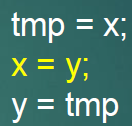 tmp = x;
x = y;
y = tmp